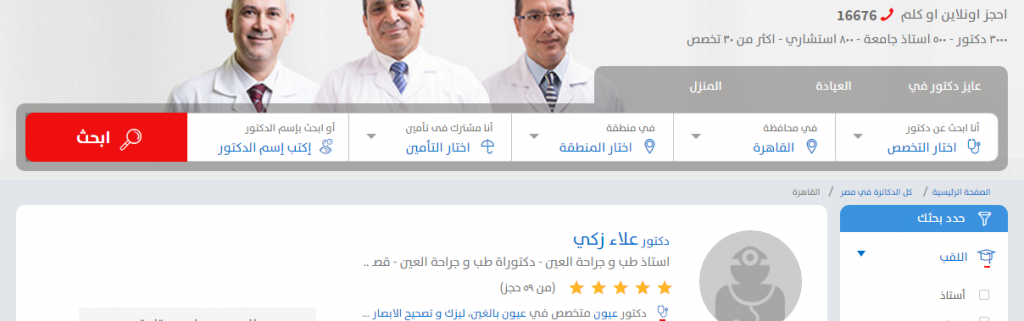 احجز اونلاين او كلم 16676
٣٠٠٠ دكتور - ٥٠٠ استاذ جامعة - ٨٠٠ استشاري - اكثر من ٣٠ تخصص
عايز دكتور في العيادة المنزل
أنا ابحث عن دكتور
اختار التخصص
في محافظة
القاهرة
في منطقة
اختار المنطقة
أنا مشترك فى تأمين
اختار التأمين
أو ابحث بإسم الدكتور
إكتب إسم الدكتور
ابحث
الصفحة الرئيسية / كل الدكاترة في مصر / القاهرة
حدد بحثك
اللقب
أستاذ
دكتور علاء زكي
استاذ طب و جراحة العين - دكتوراة طب و جراحة العين - قصـ ..
(من ٥٩ حجز)
دكتور عيون متخصص في عيون بالغين، ليزك و تصحيح الابصار ...